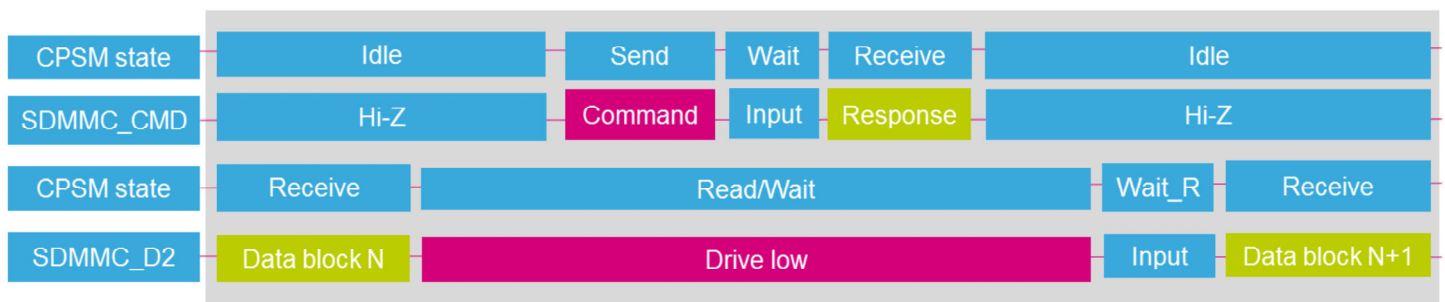 CPSM state Idle Send Wait Receive Idle
SDMMC_CMD Hi-Z Command Input Response Hi-Z
CPSM state Receive Read/Wait Wait_R Receive
SDMMC_D2 Data block N Drive low Input Data block N+1